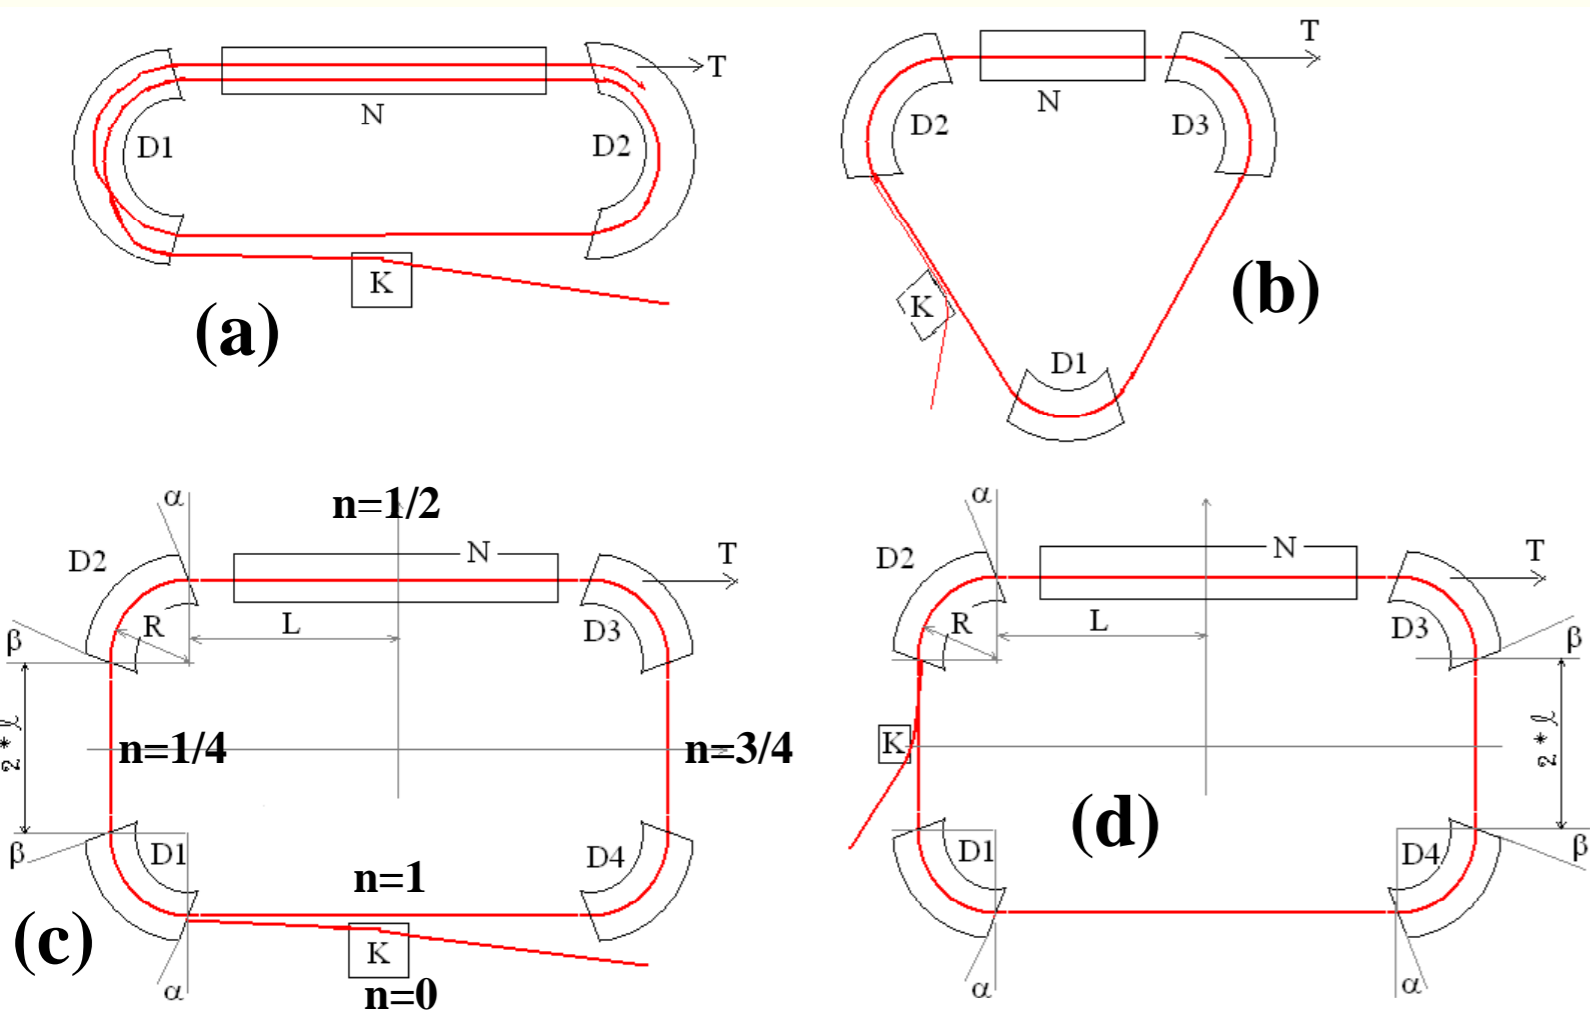 T
N
D1
D2
K
(a)
T
N
D2
D3
K
D1
(b)
α
n=1/2
D2
N
T
R
L
D3
β
2*ℓ
n=1/4
n=3/4
β
D1
D4
n=1
(c)
K
α
n=0
α
D2
N
T
R
L
D3
β
K
2*ℓ
(d)
D1
D4
β
α
α